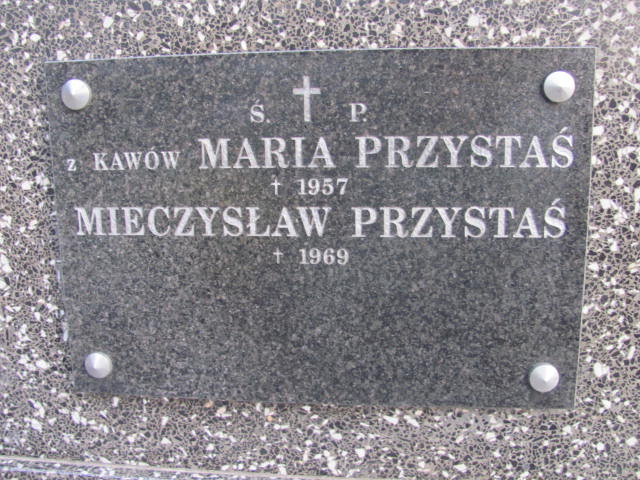 Ś. P.
z KAWÓW MARIA PRZYSTAŚ
† 1957
MIECZYSŁAW PRZYSTAŚ
† 1969